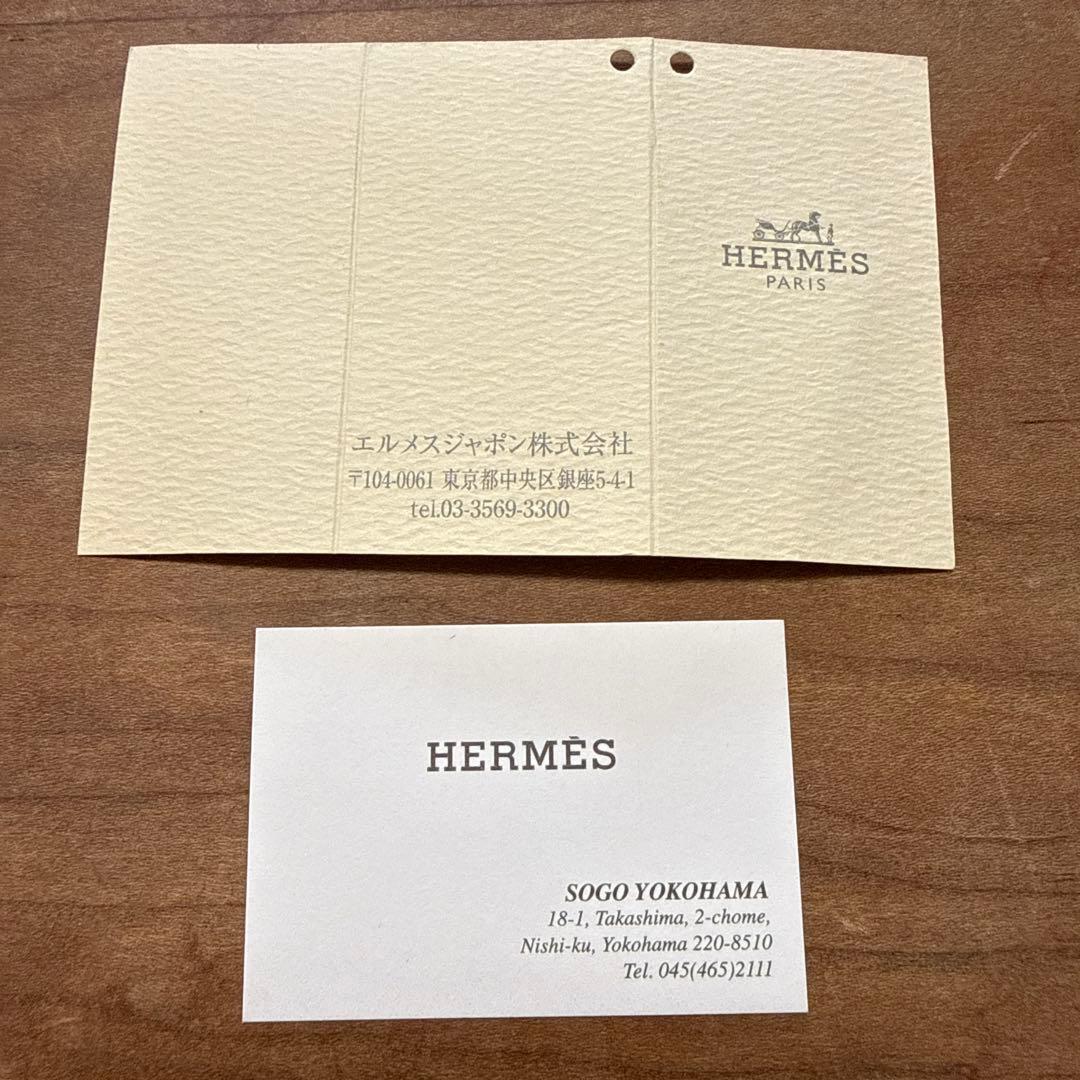 HERMÈS
PARIS
エルメスジャポン株式会社
〒104-0061 東京都中央区銀座5-4-1
tel.03-3569-3300
HERMÈS
SOGO YOKOHAMA
18-1, Takashima, 2-chome,
Nishi-ku, Yokohama 220-8510
Tel. 045(465)2111